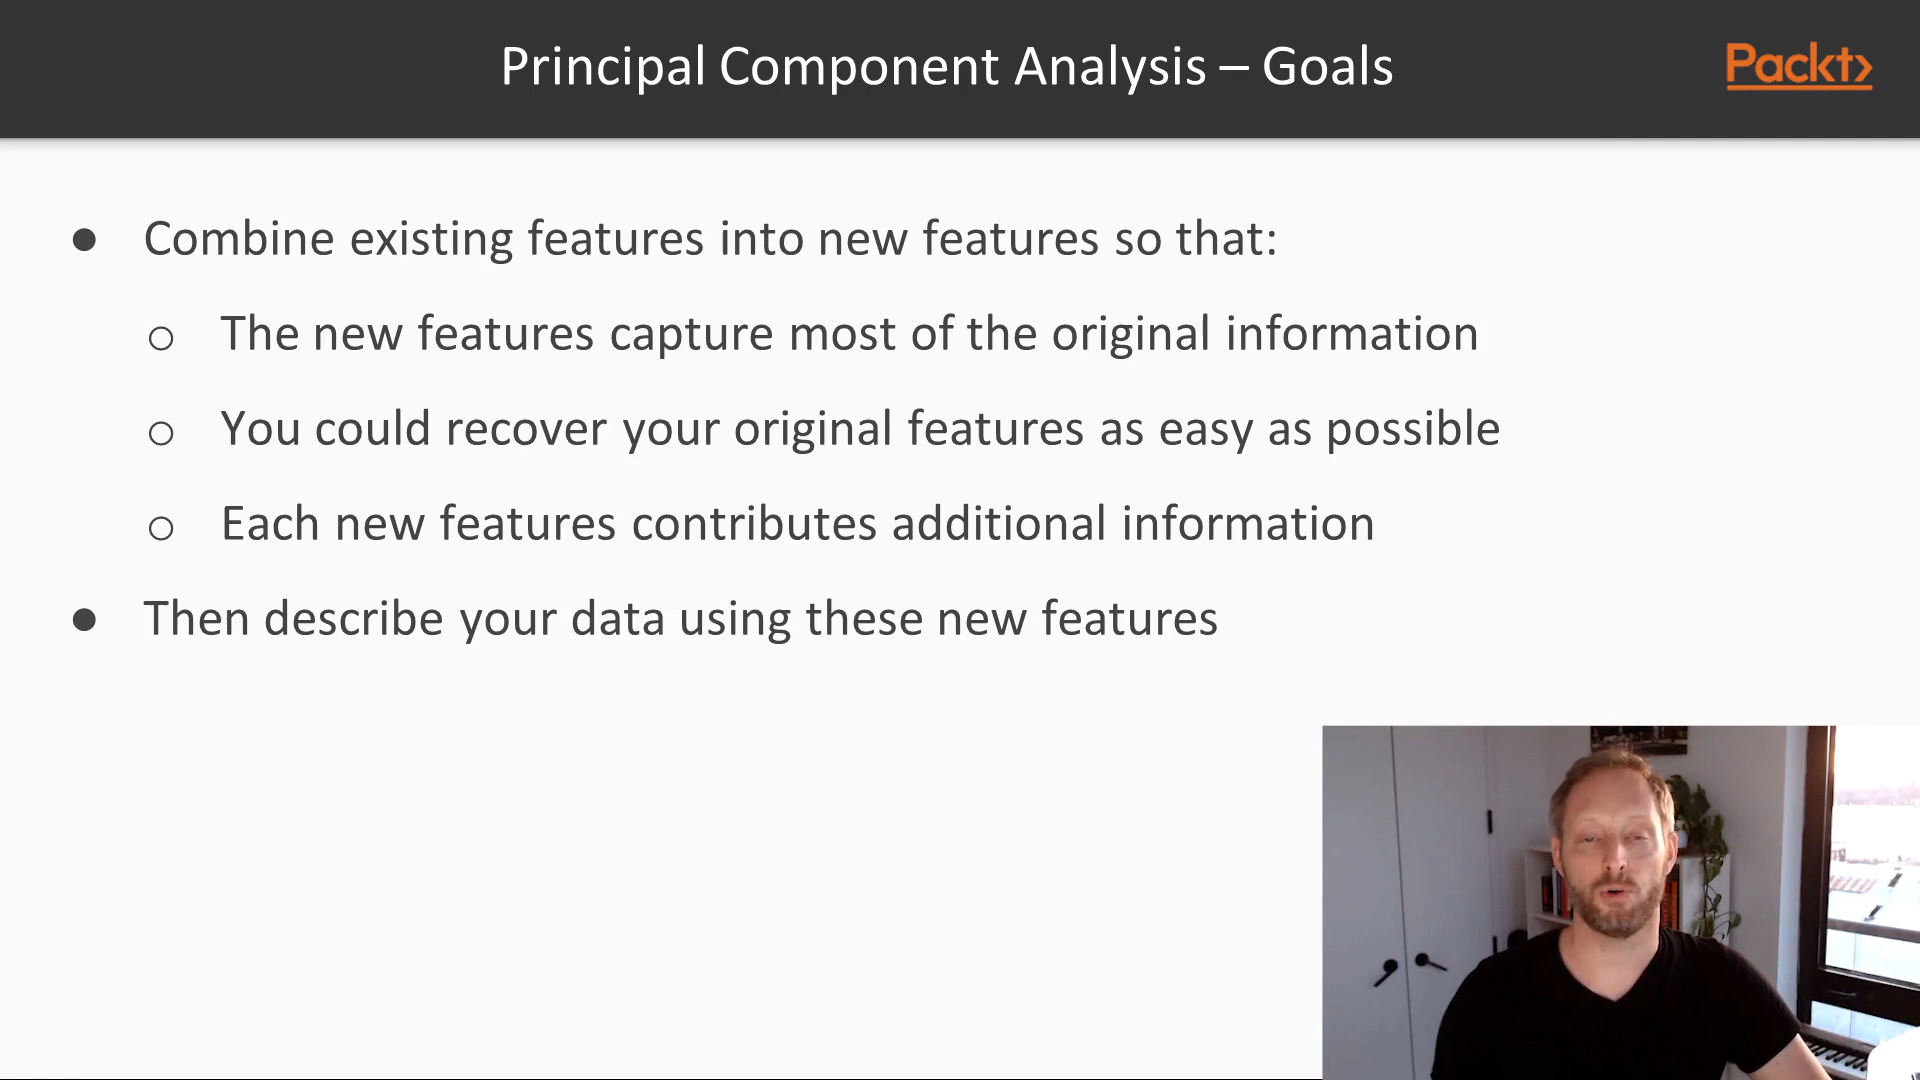 Principal Component Analysis – Goals
Packt>
● Combine existing features into new features so that:
○ The new features capture most of the original information
○ You could recover your original features as easy as possible
○ Each new features contributes additional information
● Then describe your data using these new features